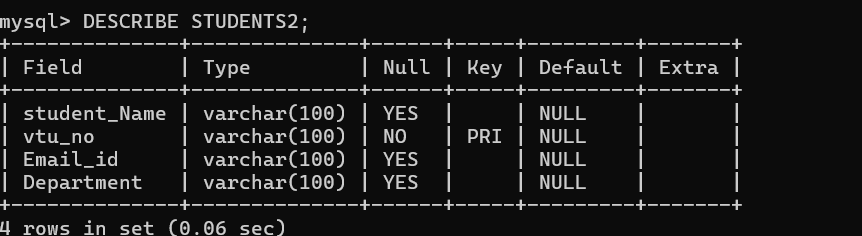 mysql> DESCRIBE STUDENTS2;
+--------------+--------------+------+-----+---------+-------+
| Field        | Type         | Null | Key | Default | Extra |
+--------------+--------------+------+-----+---------+-------+
| student_Name | varchar(100) | YES  |     | NULL    |       |
| vtu_no       | varchar(100) | NO   | PRI | NULL    |       |
| Email_id     | varchar(100) | YES  |     | NULL    |       |
| Department   | varchar(100) | YES  |     | NULL    |       |
+--------------+--------------+------+-----+---------+-------+
4 rows in set (0.06 sec)